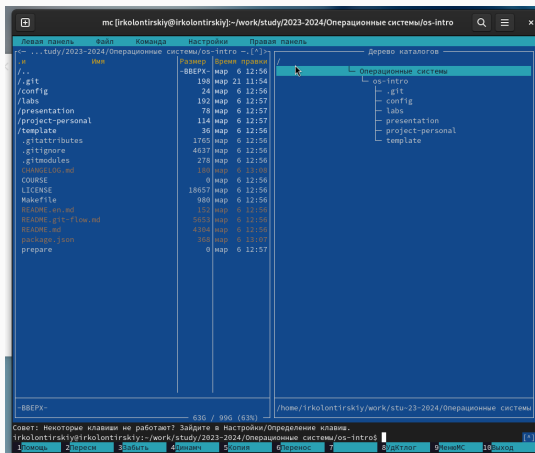 mc [irkolontirskiy@irkolontirskiy]:~/work/study/2023-2024/Операционные системы/os-intro
Левая панель Файл Команда Настройки Правая панель
<— ...tudy/2023-2024/Операционные системы/os-intro —.[^]>
.и Имя Размер Время правки
/.. -ВВЕРХ- мар 6 12:56
/.git 198 мар 21 11:54
/config 24 мар 6 12:56
/labs 192 мар 6 12:57
/presentation 78 мар 6 12:56
/project-personal 114 мар 6 12:57
/template 36 мар 6 12:56
.gitattributes 1765 мар 6 12:56
.gitignore 4637 мар 6 12:56
.gitmodules 278 мар 6 12:56
CHANGELOG.md 180 мар 6 13:08
COURSE 0 мар 6 12:56
LICENSE 18657 мар 6 12:56
Makefile 980 мар 6 12:56
README.en.md 152 мар 6 12:56
README.git-flow.md 5653 мар 6 12:56
README.md 4304 мар 6 12:56
package.json 368 мар 6 13:07
prepare 0 мар 6 12:57
-ВВЕРХ-
63G / 99G (63%)
Дерево каталогов
/
Операционные системы
os-intro
.git
config
labs
presentation
project-personal
template
/home/irkolontirskiy/work/stu-23-2024/Операционные системы
Совет: Некоторые клавиши не работают? Зайдите в Настройки/Определение клавиш.
irkolontirskiy@irkolontirskiy:~/work/study/2023-2024/Операционные системы/os-intro$ [^]
1Помощь 2Пересм 3Забыть 4Динамч 5Копия 6Перенос 7 8УдКтлог 9МенюMC 10Выход